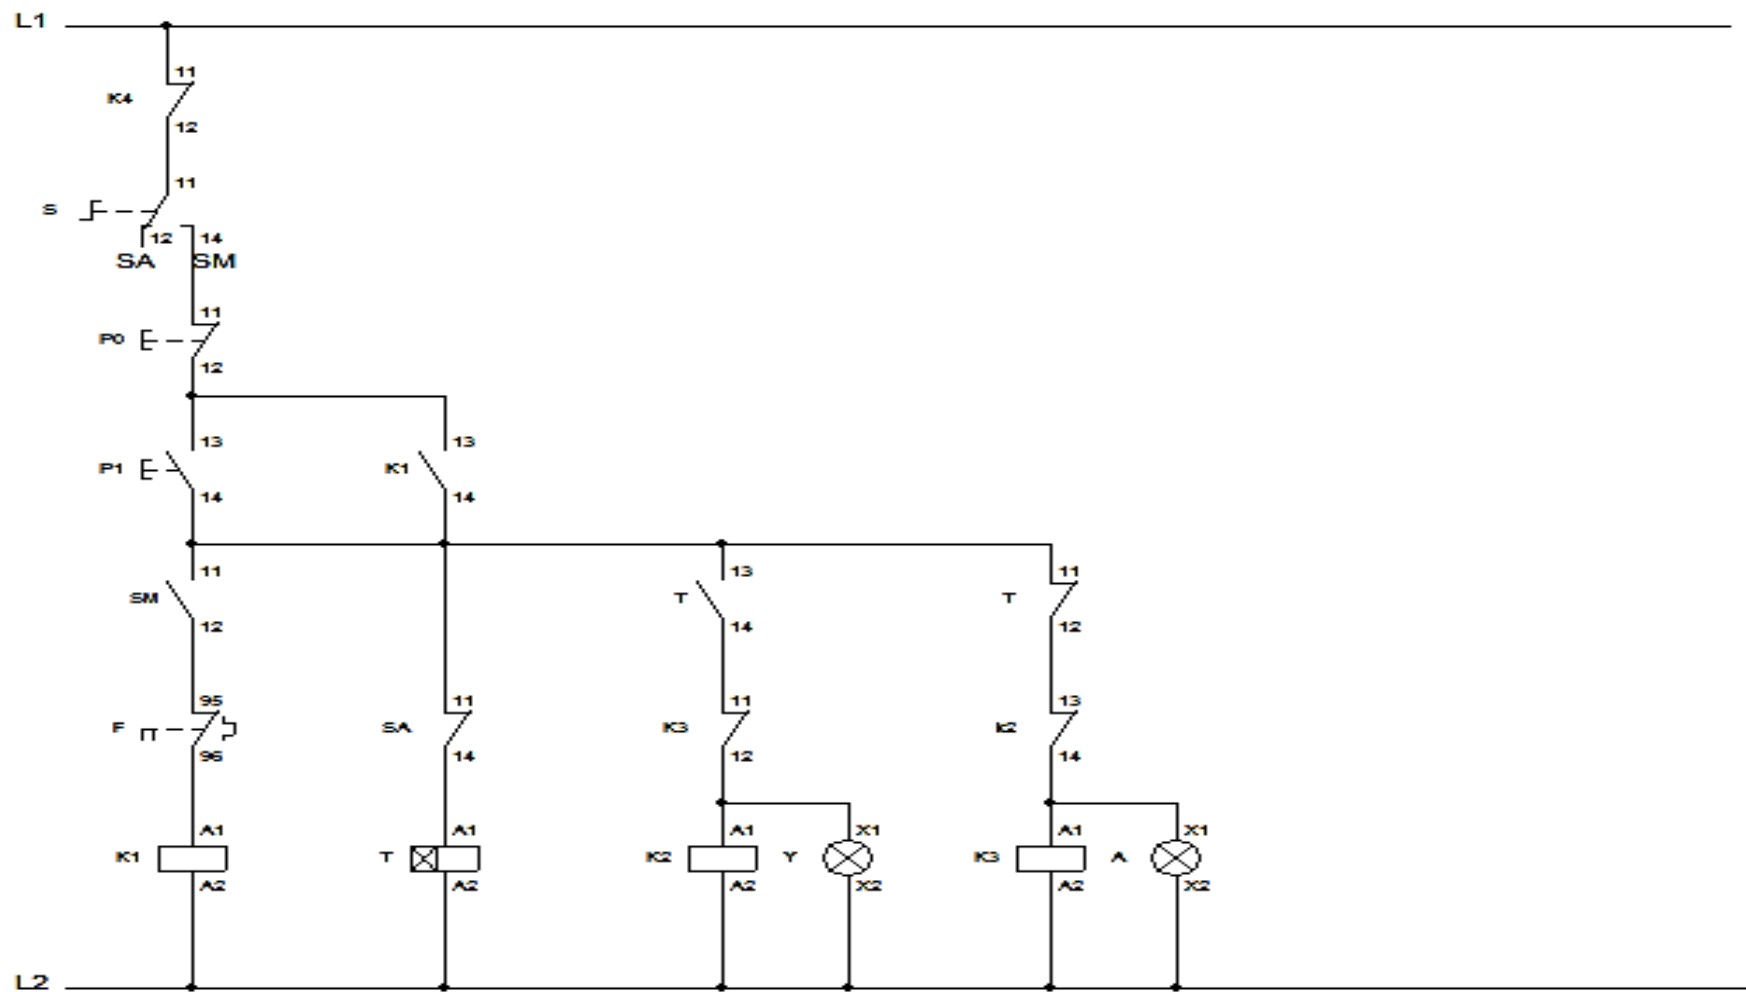 L1
11
K4
12
11
S
12 14
SA SM
11
P0
12
13 13
P1 K1
14 14
11 13 11
SM T T
12 14 12
95 11 11 13
F SA K3 k2
96 14 12 14
A1 A1 A1 X1 A1 X1
K1 T K2 Y K3 A
A2 A2 A2 X2 A2 X2
L2